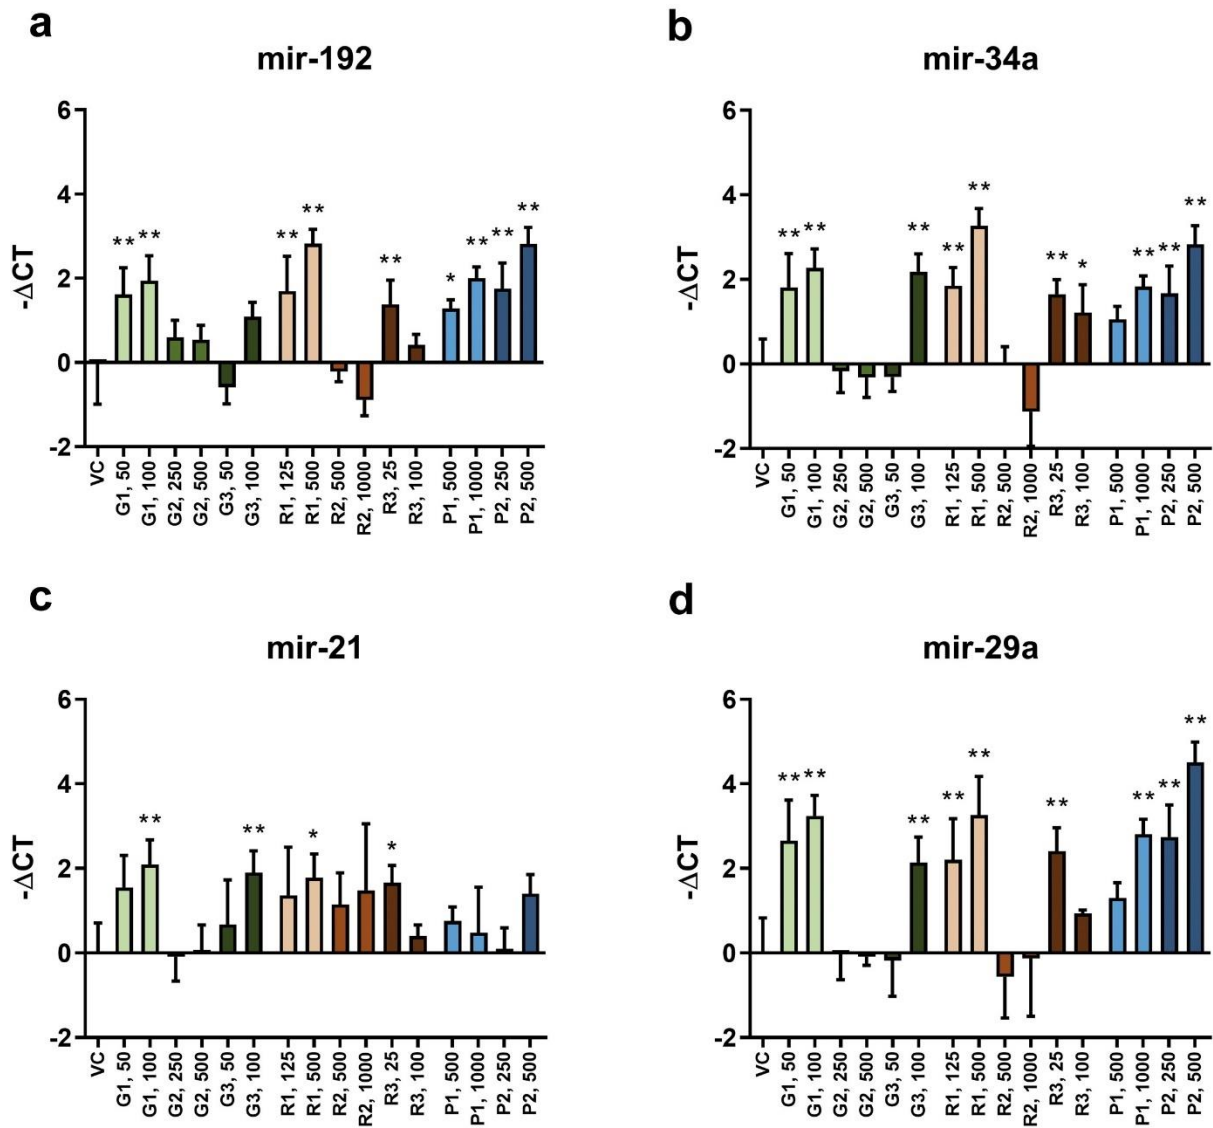 a
mir-192
-ΔCT
6
4
2
0
-2
** ** ** ** ** * ** ** **
VC
G1, 50
G1, 100
G2, 250
G2, 500
G3, 50
G3, 100
R1, 125
R1, 500
R2, 500
R2, 1000
R3, 25
R3, 100
P1, 500
P1, 1000
P2, 250
P2, 500
b
mir-34a
-ΔCT
6
4
2
0
-2
** ** ** ** ** ** * ** ** **
VC
G1, 50
G1, 100
G2, 250
G2, 500
G3, 50
G3, 100
R1, 125
R1, 500
R2, 500
R2, 1000
R3, 25
R3, 100
P1, 500
P1, 1000
P2, 250
P2, 500
c
mir-21
-ΔCT
6
4
2
0
-2
** ** * *
VC
G1, 50
G1, 100
G2, 250
G2, 500
G3, 50
G3, 100
R1, 125
R1, 500
R2, 500
R2, 1000
R3, 25
R3, 100
P1, 500
P1, 1000
P2, 250
P2, 500
d
mir-29a
-ΔCT
6
4
2
0
-2
** ** ** ** ** ** ** ** **
VC
G1, 50
G1, 100
G2, 250
G2, 500
G3, 50
G3, 100
R1, 125
R1, 500
R2, 500
R2, 1000
R3, 25
R3, 100
P1, 500
P1, 1000
P2, 250
P2, 500